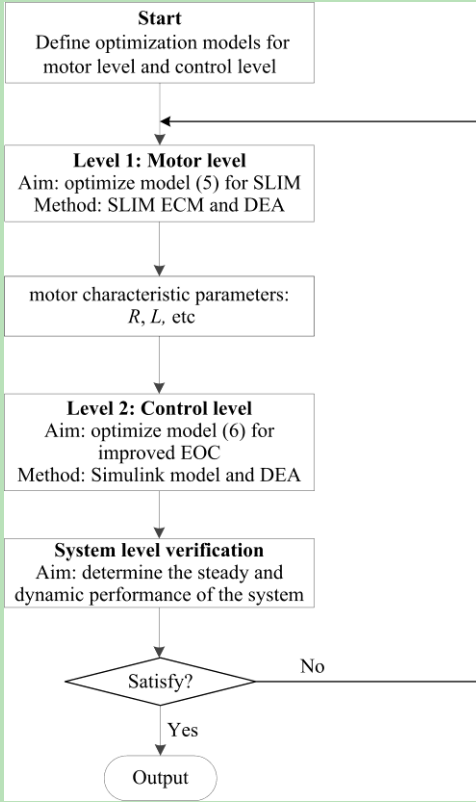 Start
Define optimization models for
motor level and control level
Level 1: Motor level
Aim: optimize model (5) for SLIM
Method: SLIM ECM and DEA
motor characteristic parameters:
R, L, etc
Level 2: Control level
Aim: optimize model (6) for
improved EOC
Method: Simulink model and DEA
System level verification
Aim: determine the steady and
dynamic performance of the system
Satisfy?
No
Yes
Output